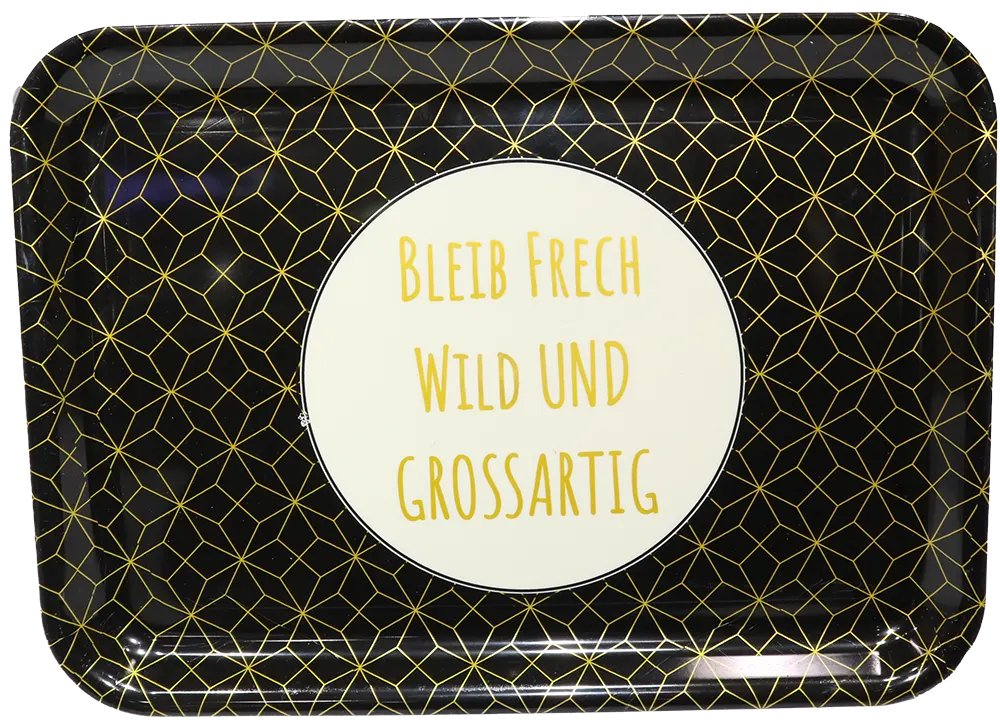 Bleib Frech
Wild UND
GROSSARTIG